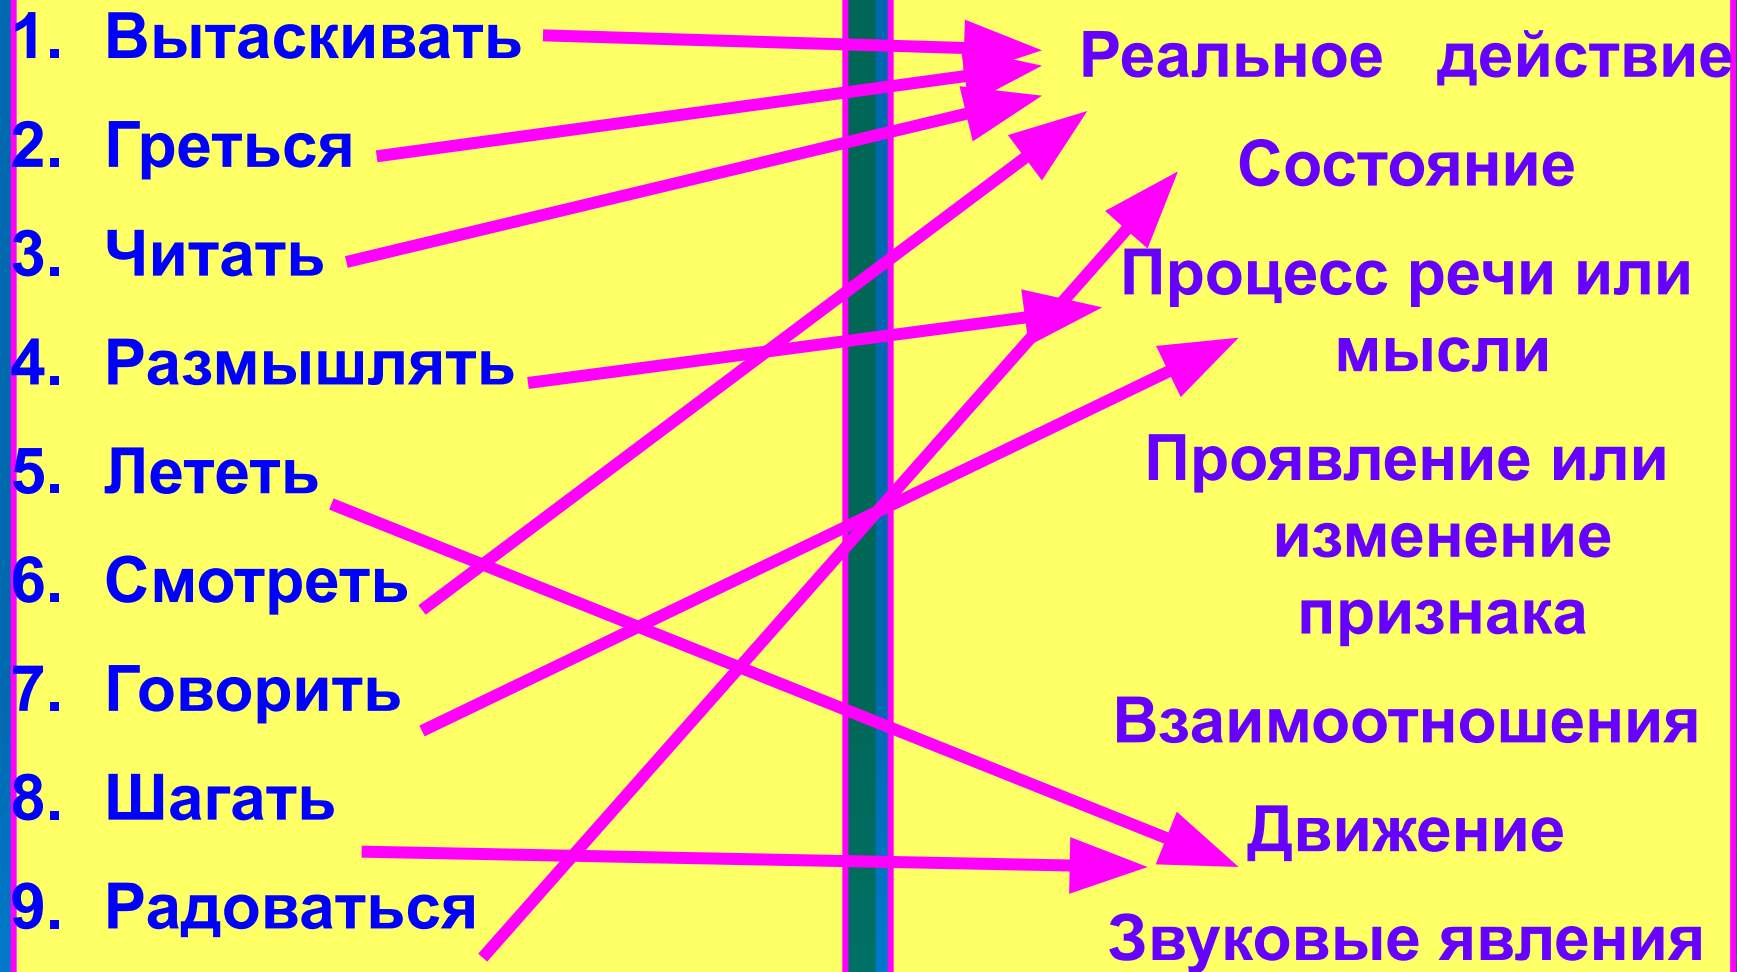 1. Вытаскивать
2. Греться
3. Читать
4. Размышлять
5. Лететь
6. Смотреть
7. Говорить
8. Шагать
9. Радоваться
Реальное действие
Состояние
Процесс речи или
мысли
Проявление или
изменение
признака
Взаимоотношения
Движение
Звуковые явления